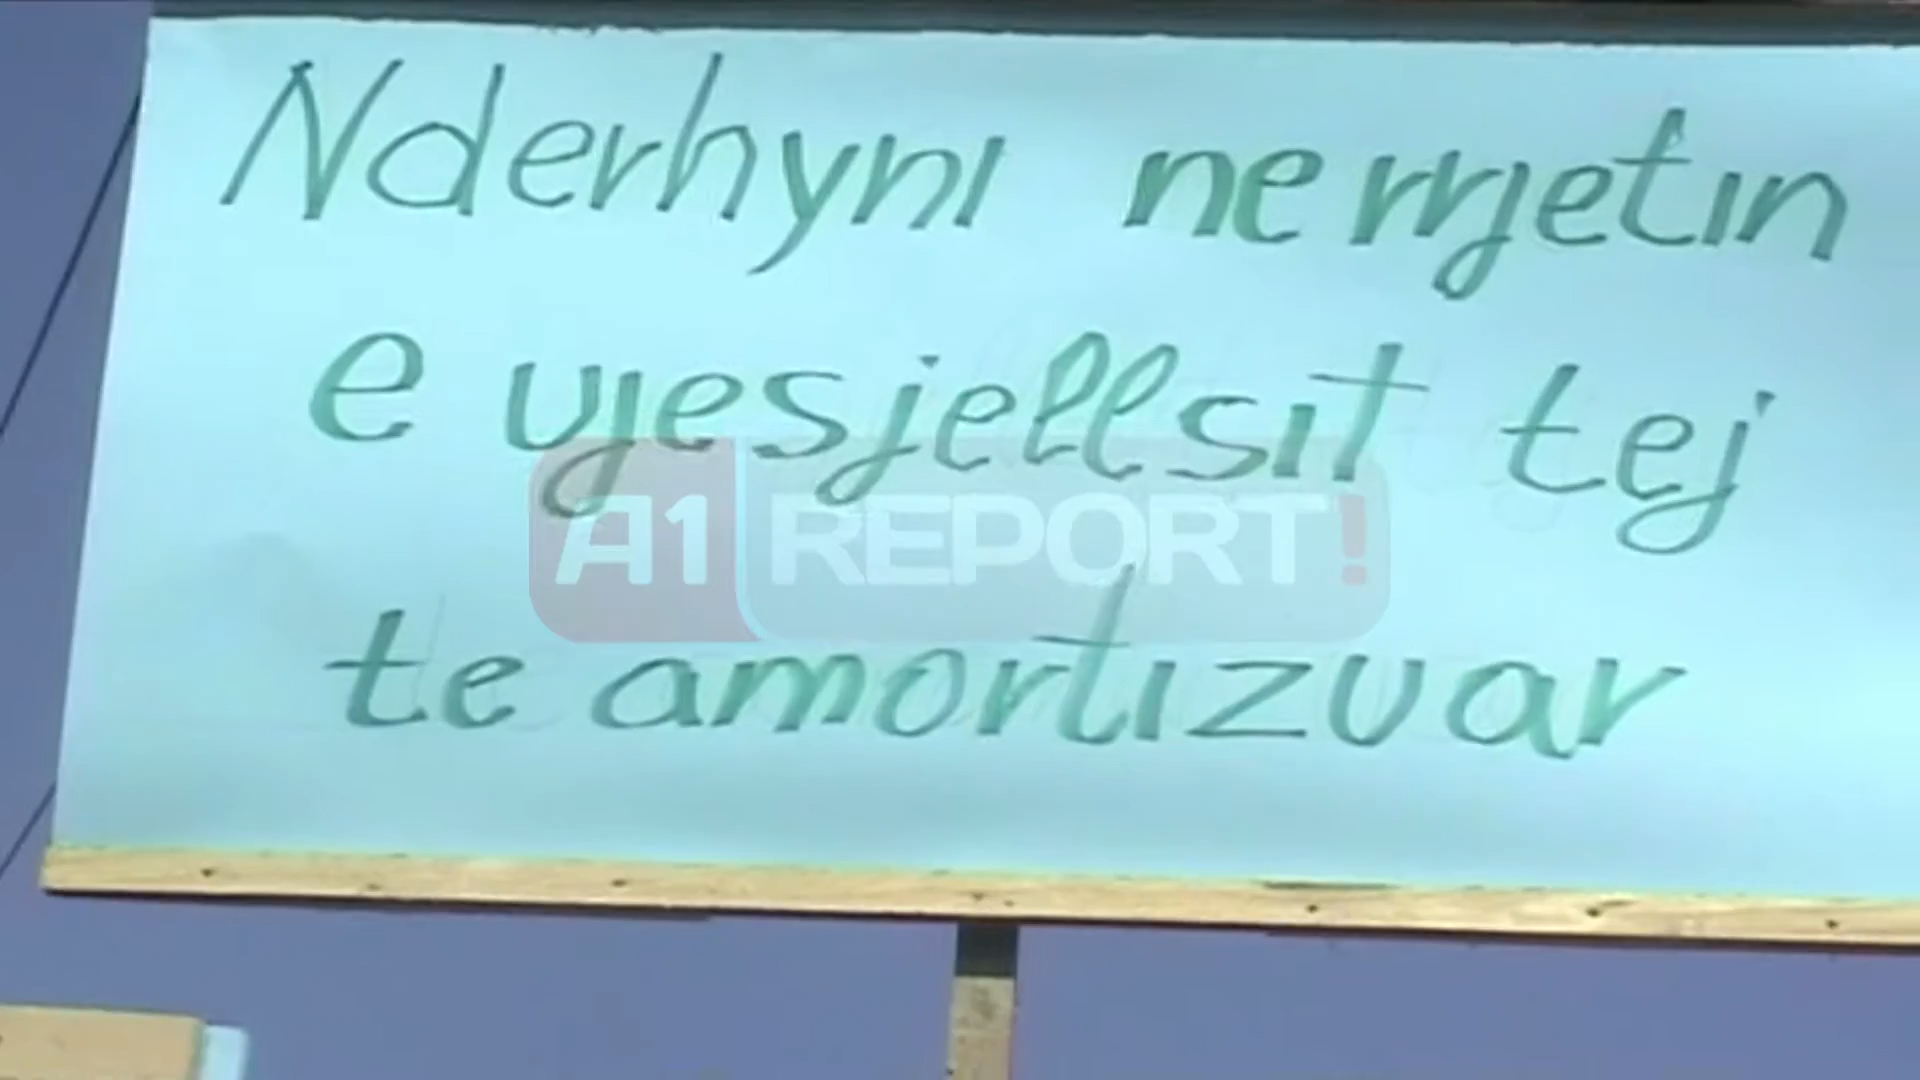 Nderhyni ne rrjetin
e ujesjellsit tej
A1 REPORT!
te amortizuar